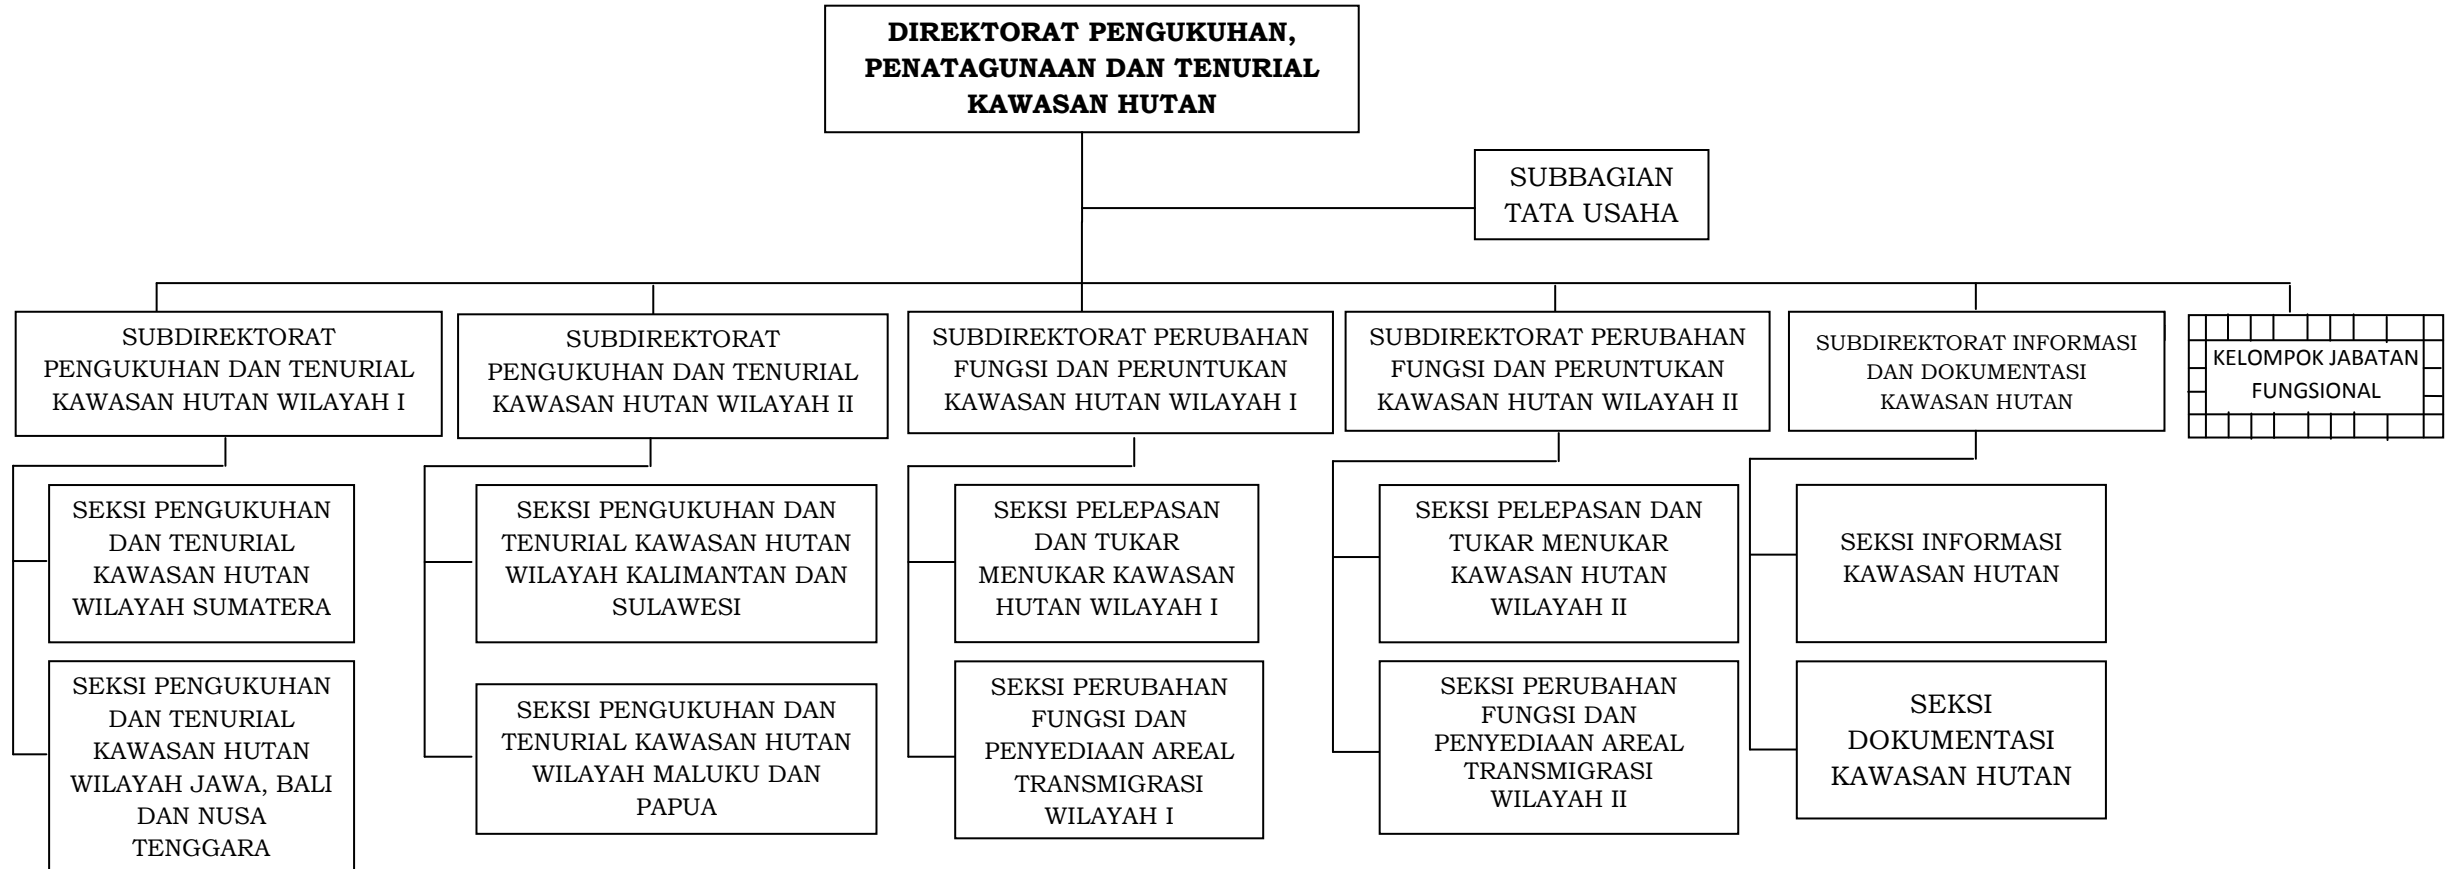 DIREKTORAT PENGUKUHAN,
PENATAGUNAAN DAN TENURIAL
KAWASAN HUTAN
SUBBAGIAN
TATA USAHA
SUBDIREKTORAT
PENGUKUHAN DAN TENURIAL
KAWASAN HUTAN WILAYAH I
SUBDIREKTORAT
PENGUKUHAN DAN TENURIAL
KAWASAN HUTAN WILAYAH II
SUBDIREKTORAT PERUBAHAN
FUNGSI DAN PERUNTUKAN
KAWASAN HUTAN WILAYAH I
SUBDIREKTORAT PERUBAHAN
FUNGSI DAN PERUNTUKAN
KAWASAN HUTAN WILAYAH II
SUBDIREKTORAT INFORMASI
DAN DOKUMENTASI
KAWASAN HUTAN
KELOMPOK JABATAN
FUNGSIONAL
SEKSI PENGUKUHAN
DAN TENURIAL
KAWASAN HUTAN
WILAYAH SUMATERA
SEKSI PENGUKUHAN DAN
TENURIAL KAWASAN HUTAN
WILAYAH KALIMANTAN DAN
SULAWESI
SEKSI PELEPASAN
DAN TUKAR
MENUKAR KAWASAN
HUTAN WILAYAH I
SEKSI PELEPASAN DAN
TUKAR MENUKAR
KAWASAN HUTAN
WILAYAH II
SEKSI INFORMASI
KAWASAN HUTAN
SEKSI PENGUKUHAN
DAN TENURIAL
KAWASAN HUTAN
WILAYAH JAWA, BALI
DAN NUSA
TENGGARA
SEKSI PENGUKUHAN DAN
TENURIAL KAWASAN HUTAN
WILAYAH MALUKU DAN
PAPUA
SEKSI PERUBAHAN
FUNGSI DAN
PENYEDIAAN AREAL
TRANSMIGRASI
WILAYAH I
SEKSI PERUBAHAN
FUNGSI DAN
PENYEDIAAN AREAL
TRANSMIGRASI
WILAYAH II
SEKSI
DOKUMENTASI
KAWASAN HUTAN